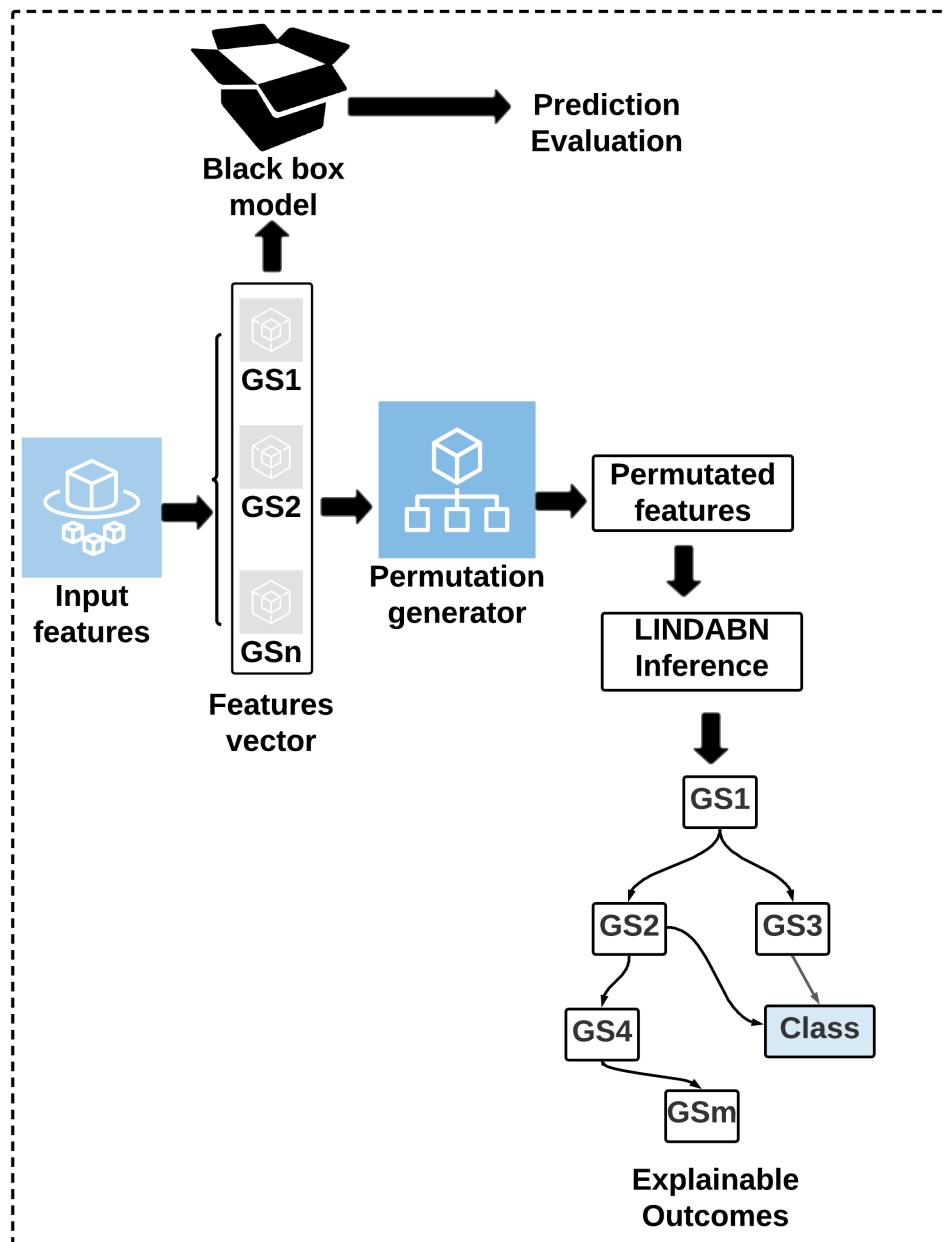 Prediction
Evaluation
Black box
model
GS1
GS2
GSn
Input
features
Features
vector
Permutation
generator
Permutated
features
LINDABN
Inference
GS1
GS2
GS3
GS4
Class
GSm
Explainable
Outcomes